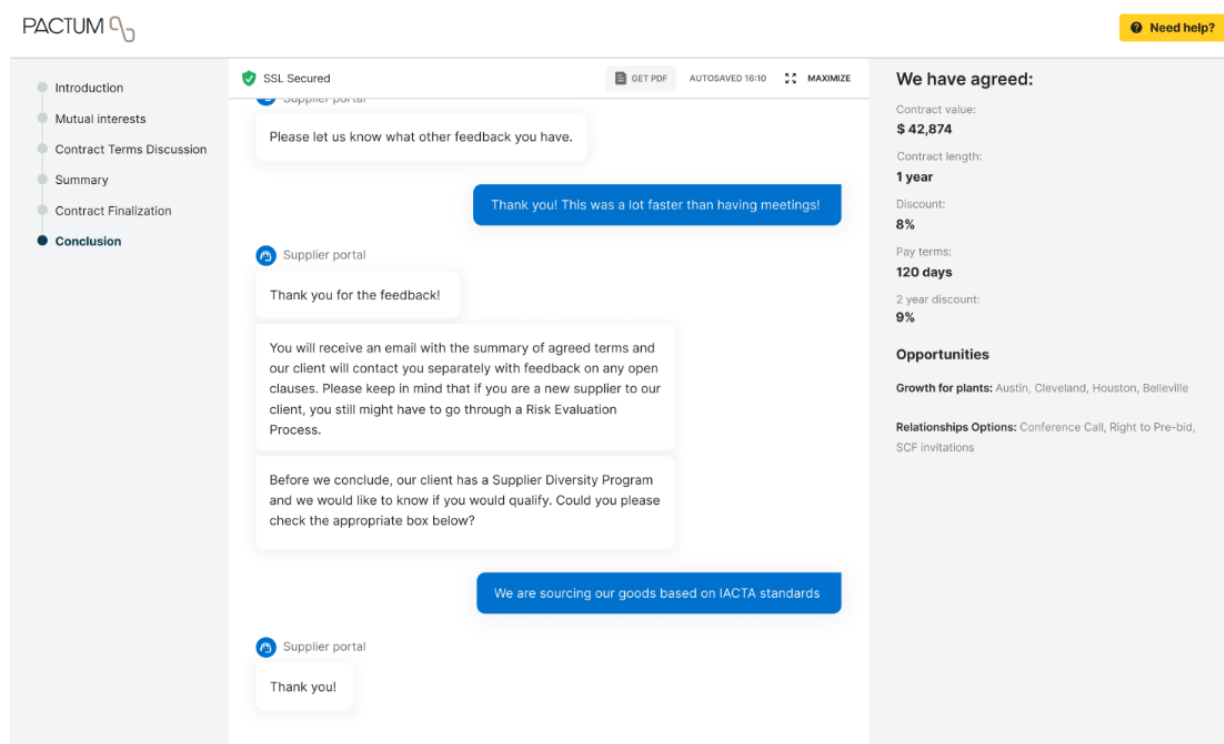 PACTUM
Need help?
Introduction
Mutual interests
Contract Terms Discussion
Summary
Contract Finalization
Conclusion
SSL Secured
GET PDF
AUTOSAVED 16:10
MAXIMIZE
Supplier portal
Please let us know what other feedback you have.
Thank you! This was a lot faster than having meetings!
Supplier portal
Thank you for the feedback!
You will receive an email with the summary of agreed terms and
our client will contact you separately with feedback on any open
clauses. Please keep in mind that if you are a new supplier to our
client, you still might have to go through a Risk Evaluation
Process.
Before we conclude, our client has a Supplier Diversity Program
and we would like to know if you would qualify. Could you please
check the appropriate box below?
We are sourcing our goods based on IACTA standards
Supplier portal
Thank you!
We have agreed:
Contract value:
$ 42,874
Contract length:
1 year
Discount:
8%
Pay terms:
120 days
2 year discount:
9%
Opportunities
Growth for plants: Austin, Cleveland, Houston, Belleville
Relationships Options: Conference Call, Right to Pre-bid,
SCF invitations